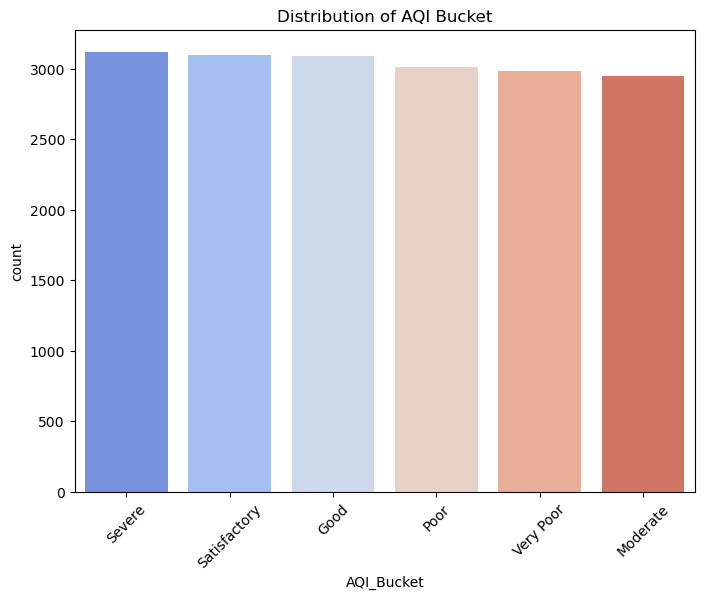 Distribution of AQI Bucket
3000
2500
2000
1500
1000
500
0
count
Severe
Satisfactory
Good
Poor
Very Poor
Moderate
AQI_Bucket